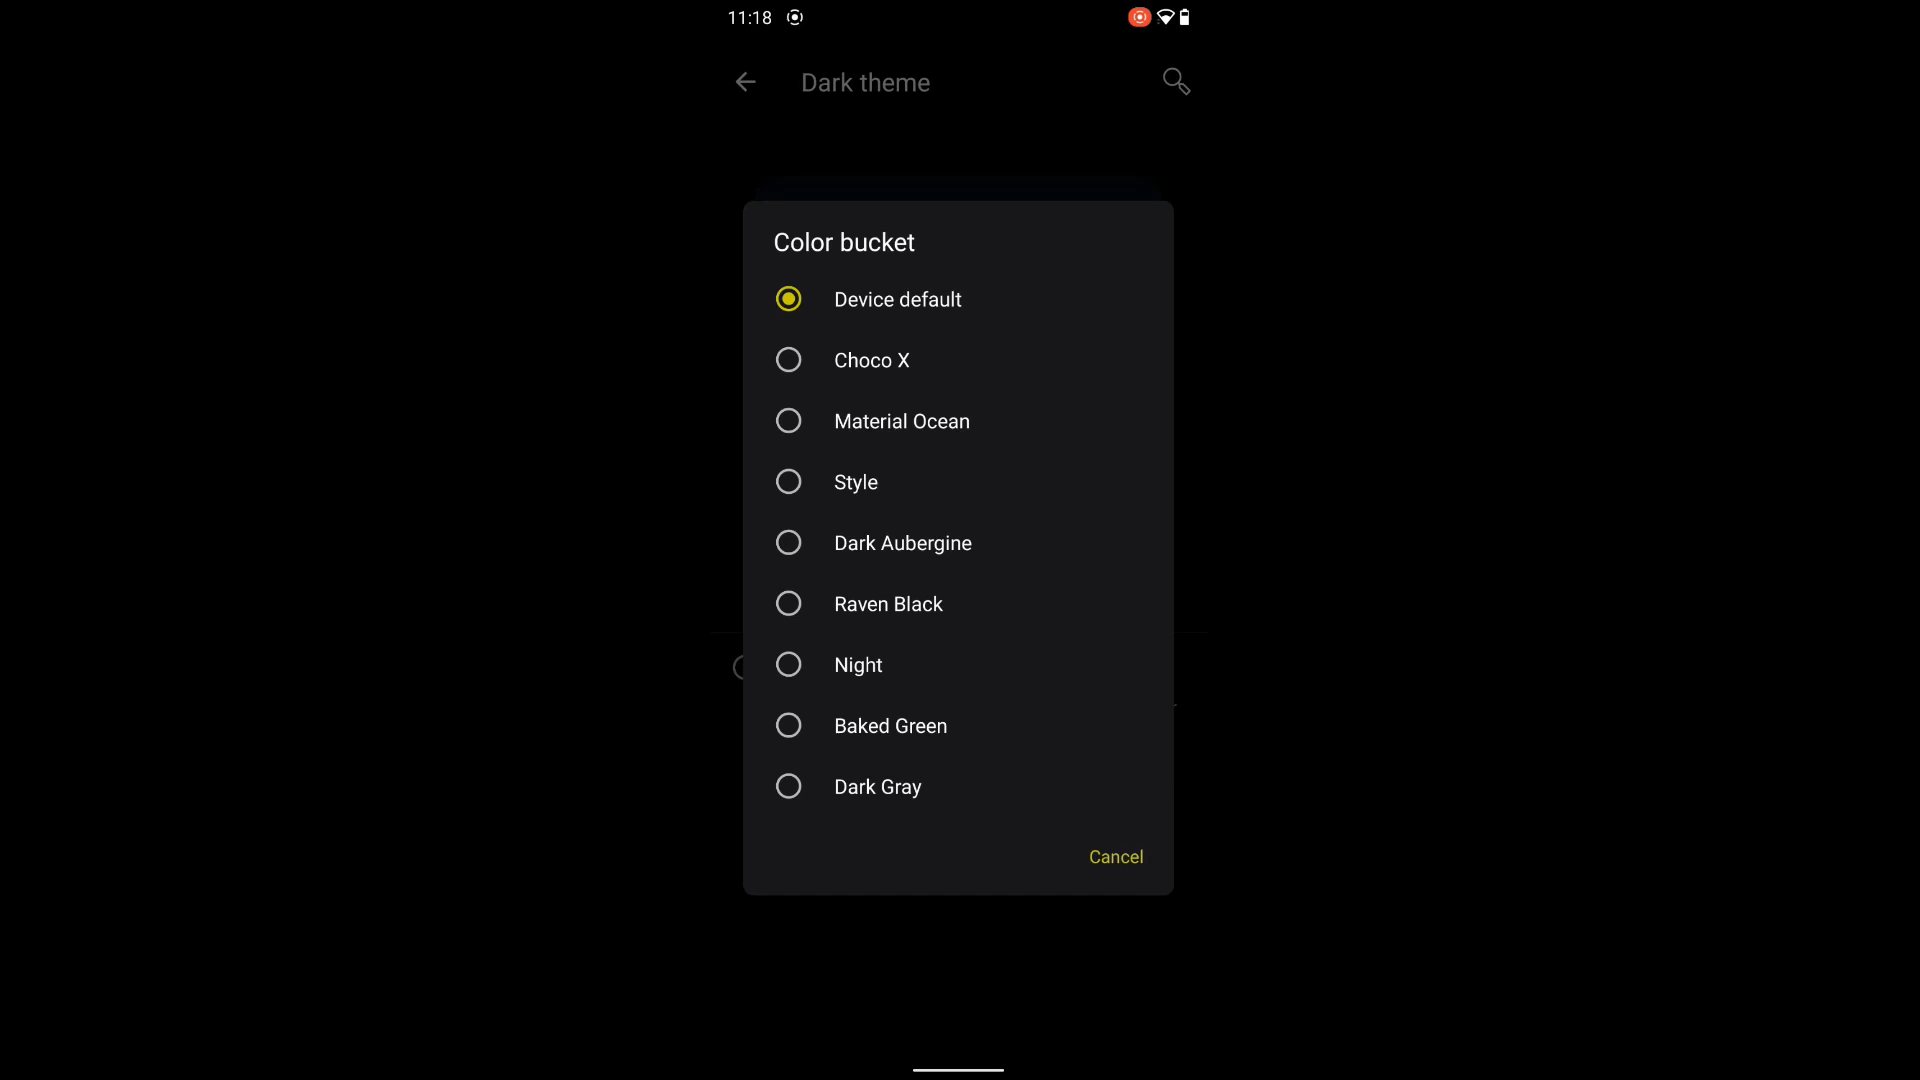 11:18
Dark theme
Color bucket
Device default
Choco X
Material Ocean
Style
Dark Aubergine
Raven Black
Night
Baked Green
Dark Gray
Cancel